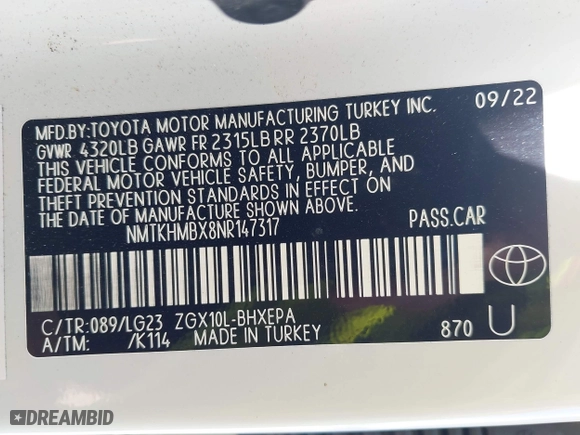 MFD.BY:TOYOTA MOTOR MANUFACTURING TURKEY INC. 09/22
GVWR 4320LB GAWR FR 2315LB RR 2370LB
THIS VEHICLE CONFORMS TO ALL APPLICABLE
FEDERAL MOTOR VEHICLE SAFETY, BUMPER, AND
THEFT PREVENTION STANDARDS IN EFFECT ON
THE DATE OF MANUFACTURE SHOWN ABOVE.
NMTKHMBX8NR147317 PASS.CAR
C/TR:089/LG23 ZGX10L-BHXEPA
A/TM: /K114 MADE IN TURKEY 870 U
DREAMBID